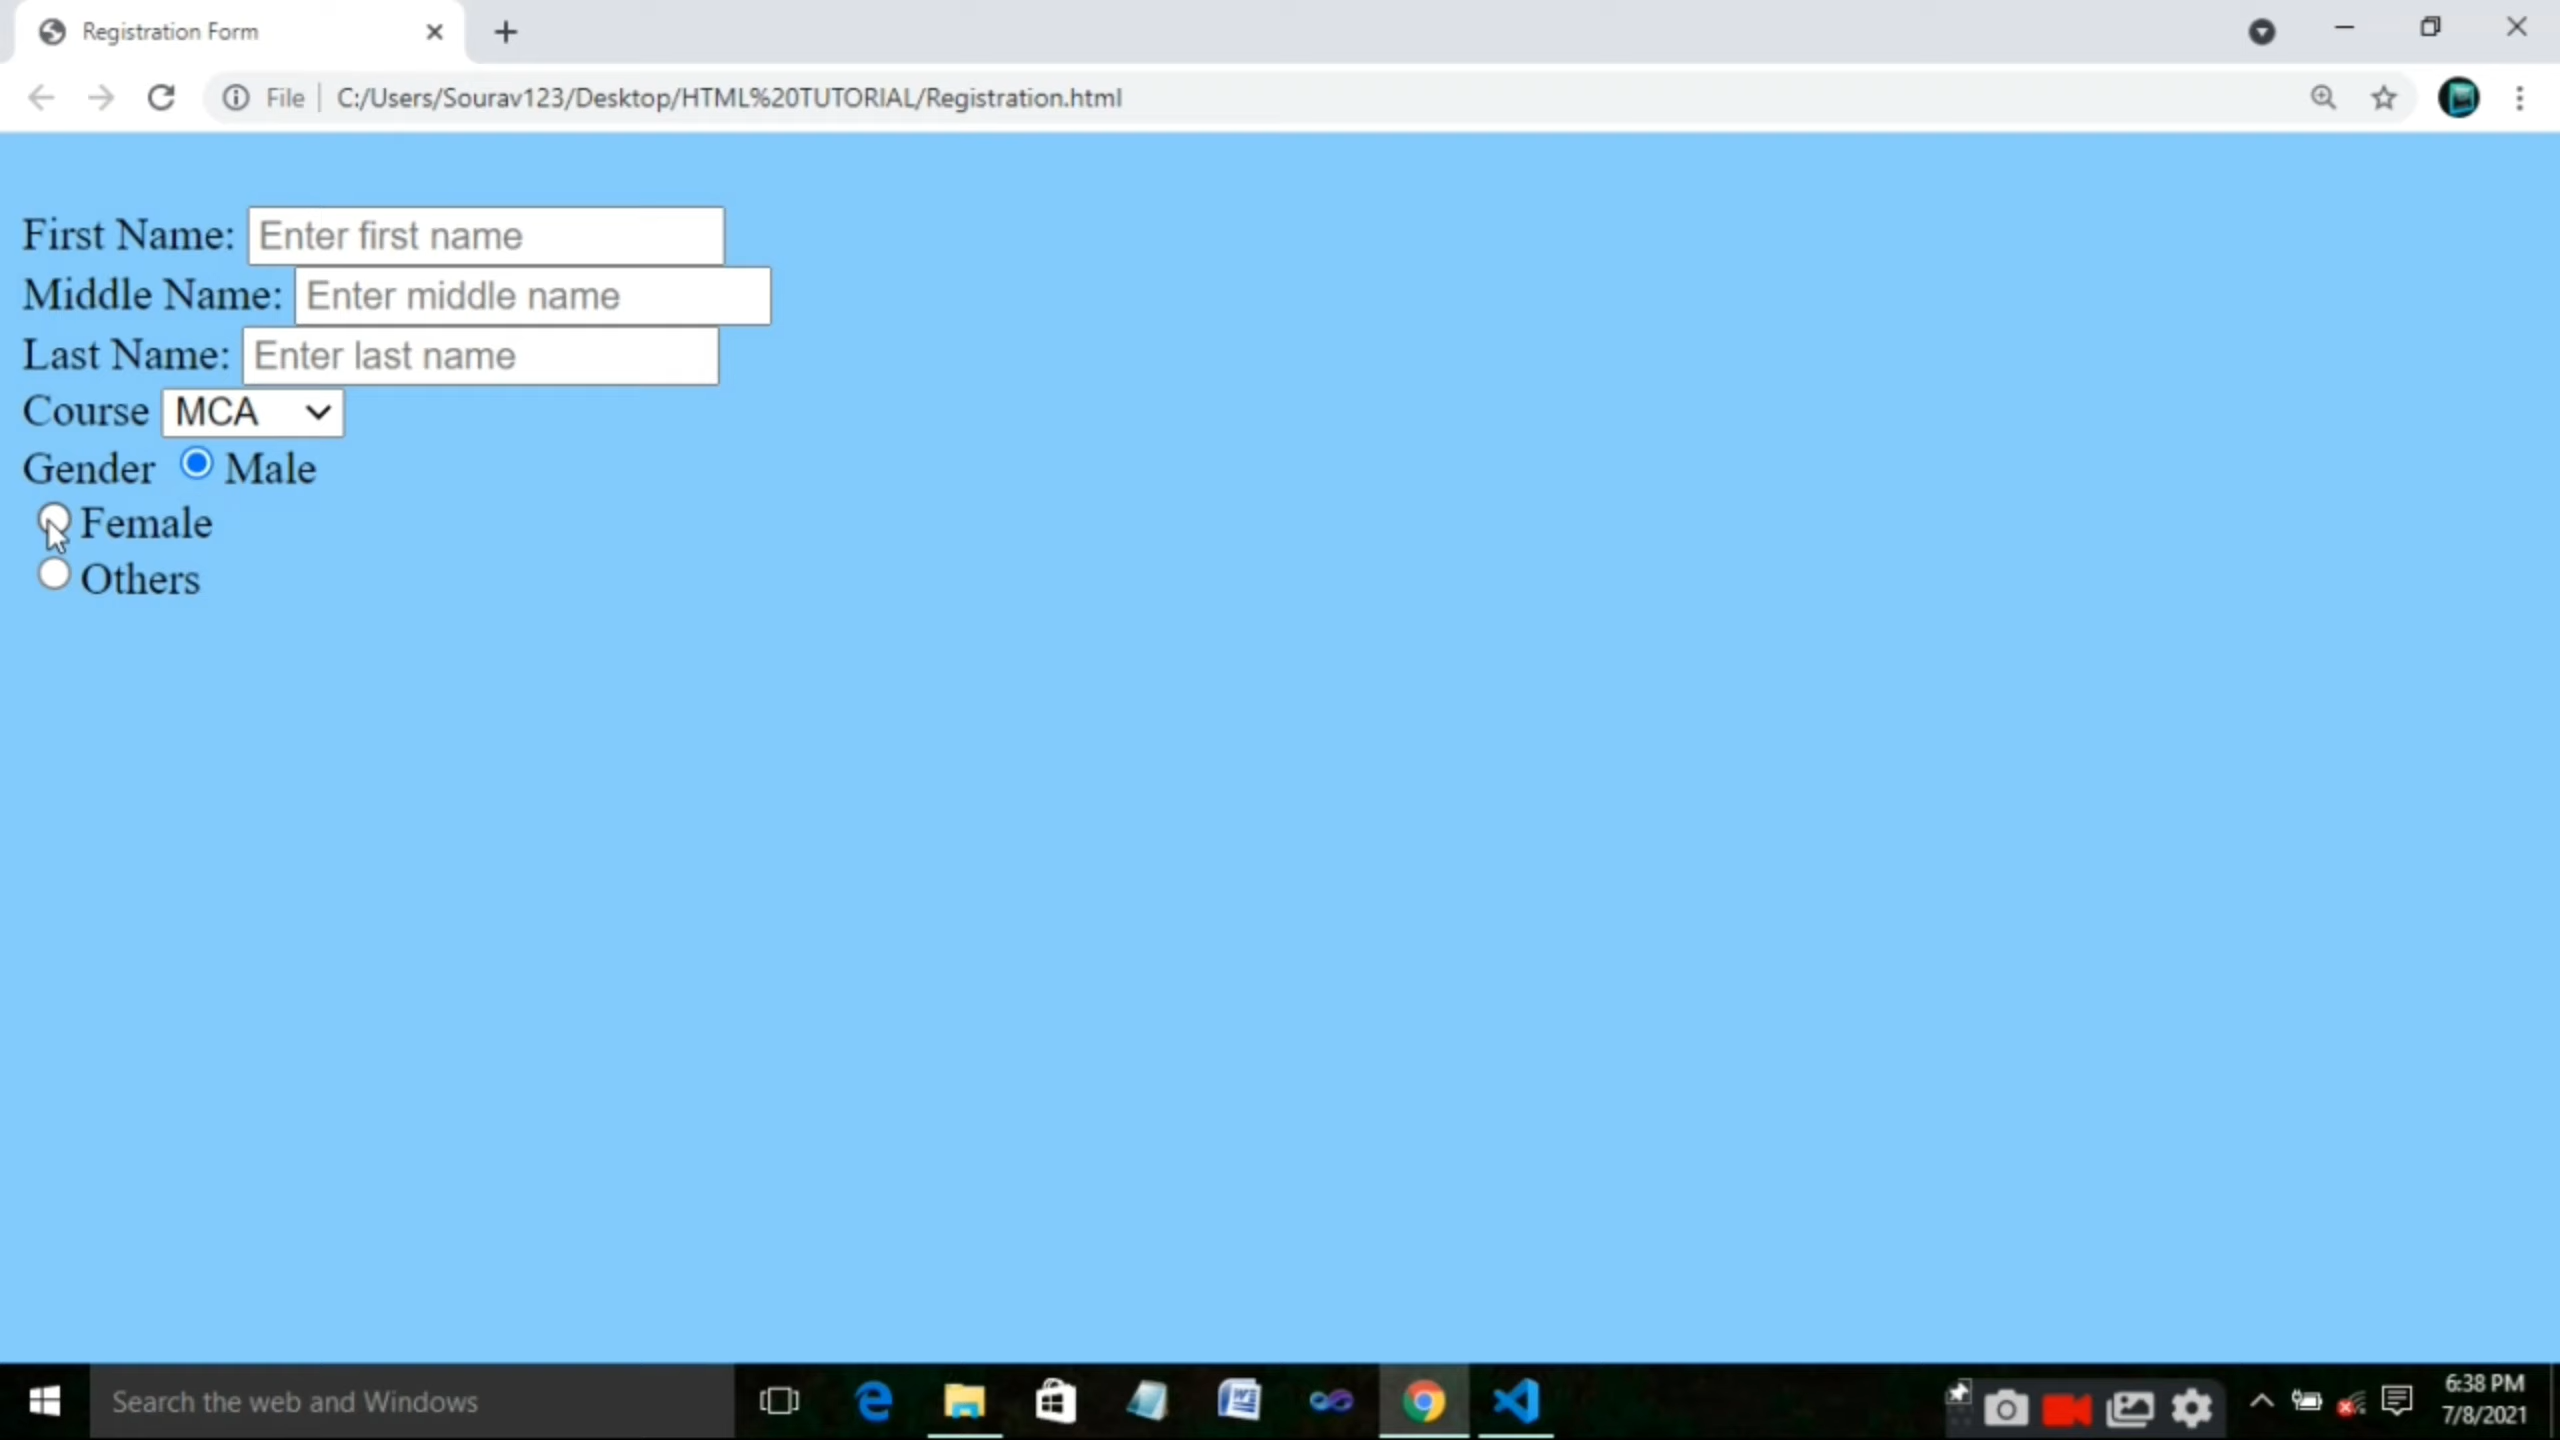 Registration Form
File | C:/Users/Sourav123/Desktop/HTML%20TUTORIAL/Registration.html
First Name: Enter first name
Middle Name: Enter middle name
Last Name: Enter last name
Course MCA
Gender Male
Female
Others
Search the web and Windows
6:38 PM
7/8/2021